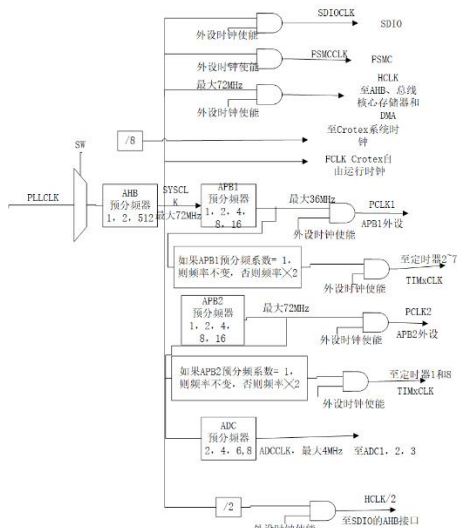 SDIOCLK
SDIO
外设时钟使能
FSMCCLK
FSMC
外设时钟使能
最大72MHz
HCLK
至AHB、总线
核心存储器和
DMA
外设时钟使能
/8
至Crotex系统时
钟
FCLK Crotex自
由运行时钟
SW
PLLCLK
AHB
预分频器
1, 2, 512
SYSCL
K
最大72MHz
APB1
预分频器
1, 2, 4,
8, 16
最大36MHz
PCLK1
APB1外设
外设时钟使能
如果APB1预分频系数= 1,
则频率不变, 否则频率×2
至定时器2~7
TIMxCLK
外设时钟使能
APB2
预分频器
1, 2, 4,
8, 16
最大72MHz
PCLK2
APB2外设
外设时钟使能
如果APB2预分频系数= 1,
则频率不变, 否则频率×2
至定时器1和8
TIMxCLK
外设时钟使能
ADC
预分频器
2, 4, 6,8
ADCCLK, 最大4MHz 至ADC1, 2, 3
/2
HCLK/2
至SDIO的AHB接口
外设时钟使能